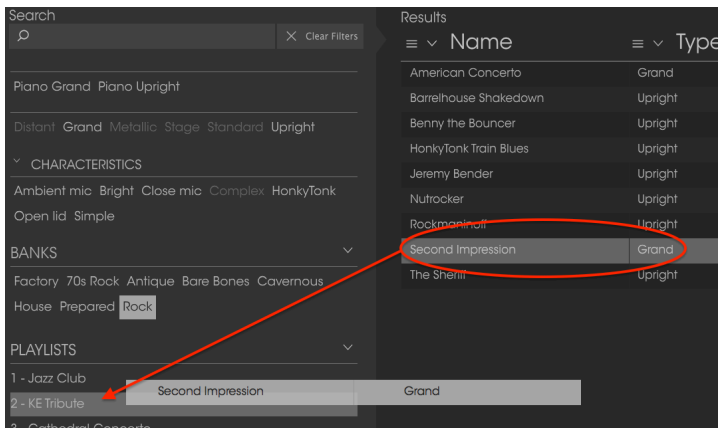 Search
Clear Filters
Piano Grand Piano Upright
Distant Grand Metallic Stage Standard Upright
CHARACTERISTICS
Ambient mic Bright Close mic Complex HonkyTonk
Open lid Simple
BANKS
Factory 70s Rock Antique Bare Bones Cavernous
House Prepared Rock
PLAYLISTS
1 - Jazz Club
2 - KE Tribute
3 - Cathedral Concerto
Second Impression Grand
Results
Name Type
American Concerto Grand
Barrelhouse Shakedown Upright
Benny the Bouncer Upright
HonkyTonk Train Blues Upright
Jeremy Bender Upright
Nutrocker Upright
Rockmaninoff Upright
Second Impression Grand
The Sheriff Upright